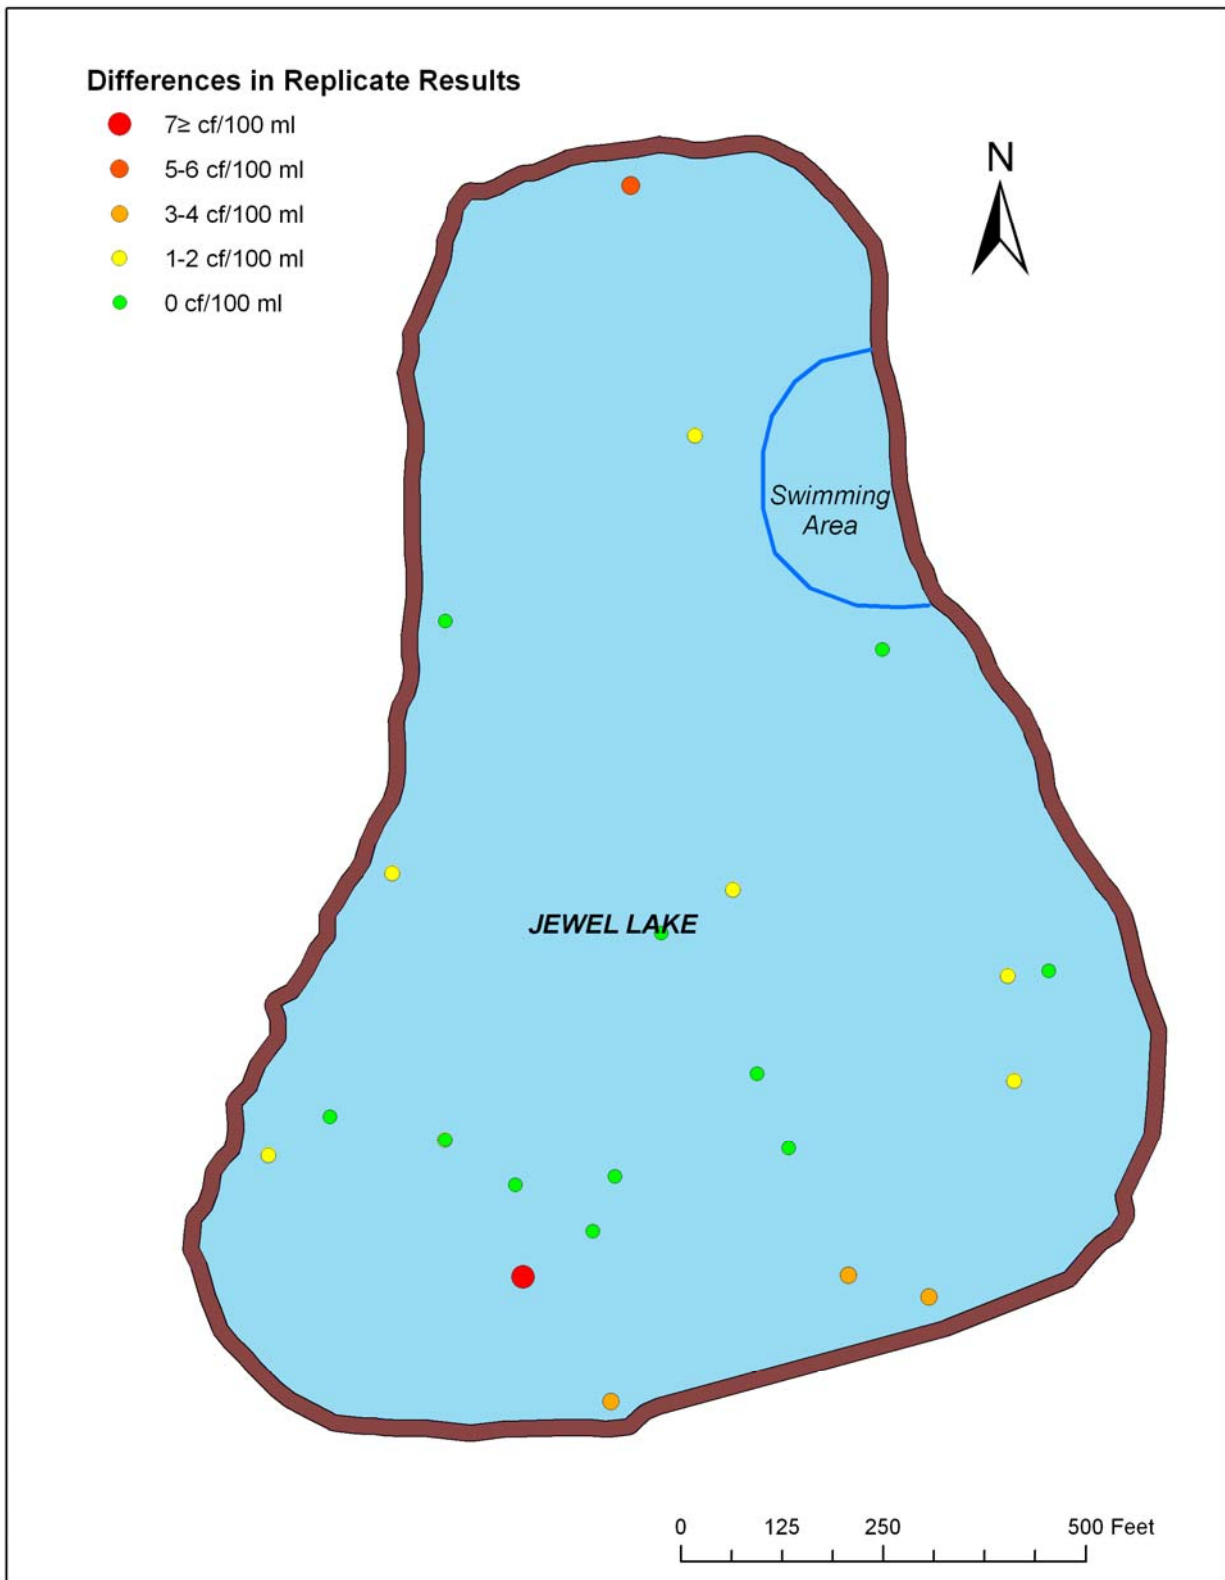 Differences in Replicate Results
7≥ cf/100 ml
5-6 cf/100 ml
3-4 cf/100 ml
1-2 cf/100 ml
0 cf/100 ml
N
Swimming
Area
JEWEL LAKE
0 125 250 500 Feet